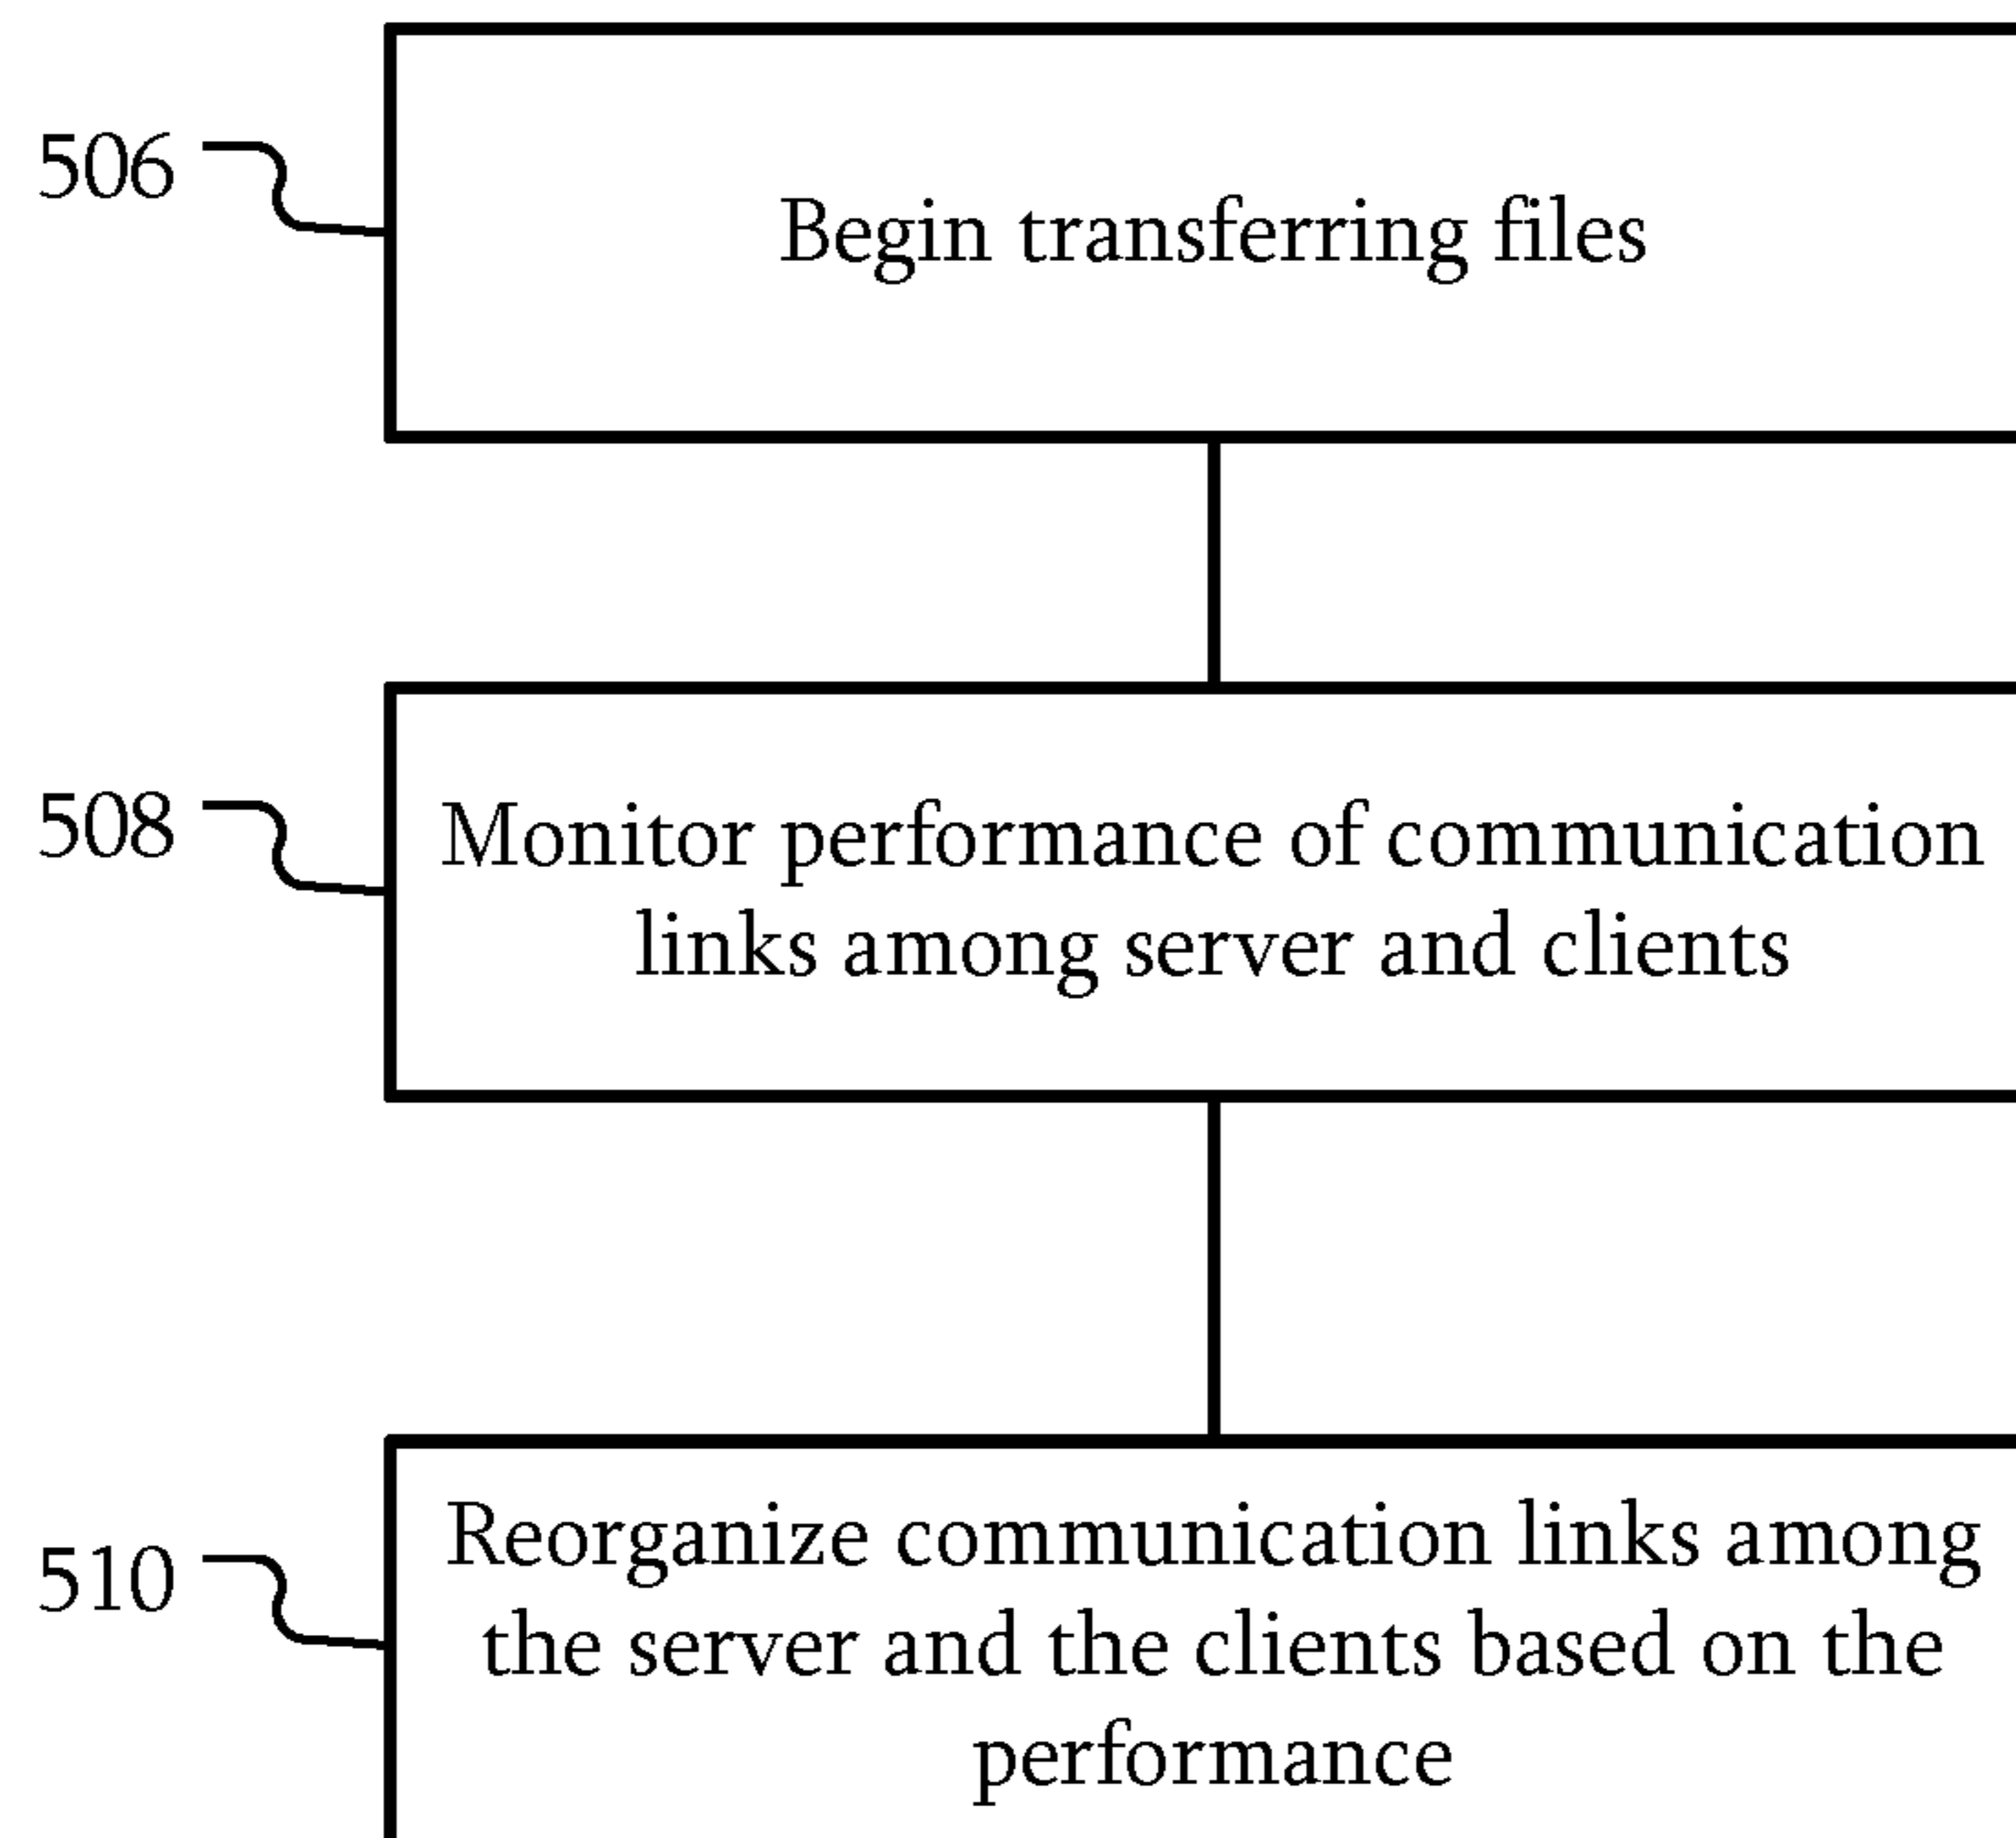 506
Begin transferring files
508
Monitor performance of communication
links among server and clients
510
Reorganize communication links among
the server and the clients based on the
performance